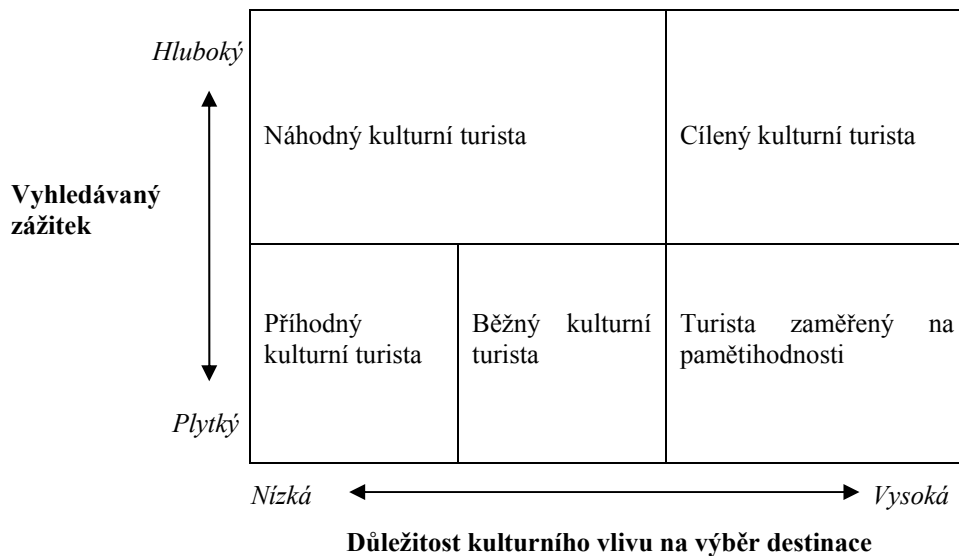 Hluboký
Náhodný kulturní turista
Cílený kulturní turista
Vyhledávaný
zážitek
Příhodný
kulturní turista
Běžný kulturní
turista
Turista zaměřený na
pamětihodnosti
Plytký
Nízká
Vysoká
Důležitost kulturního vlivu na výběr destinace